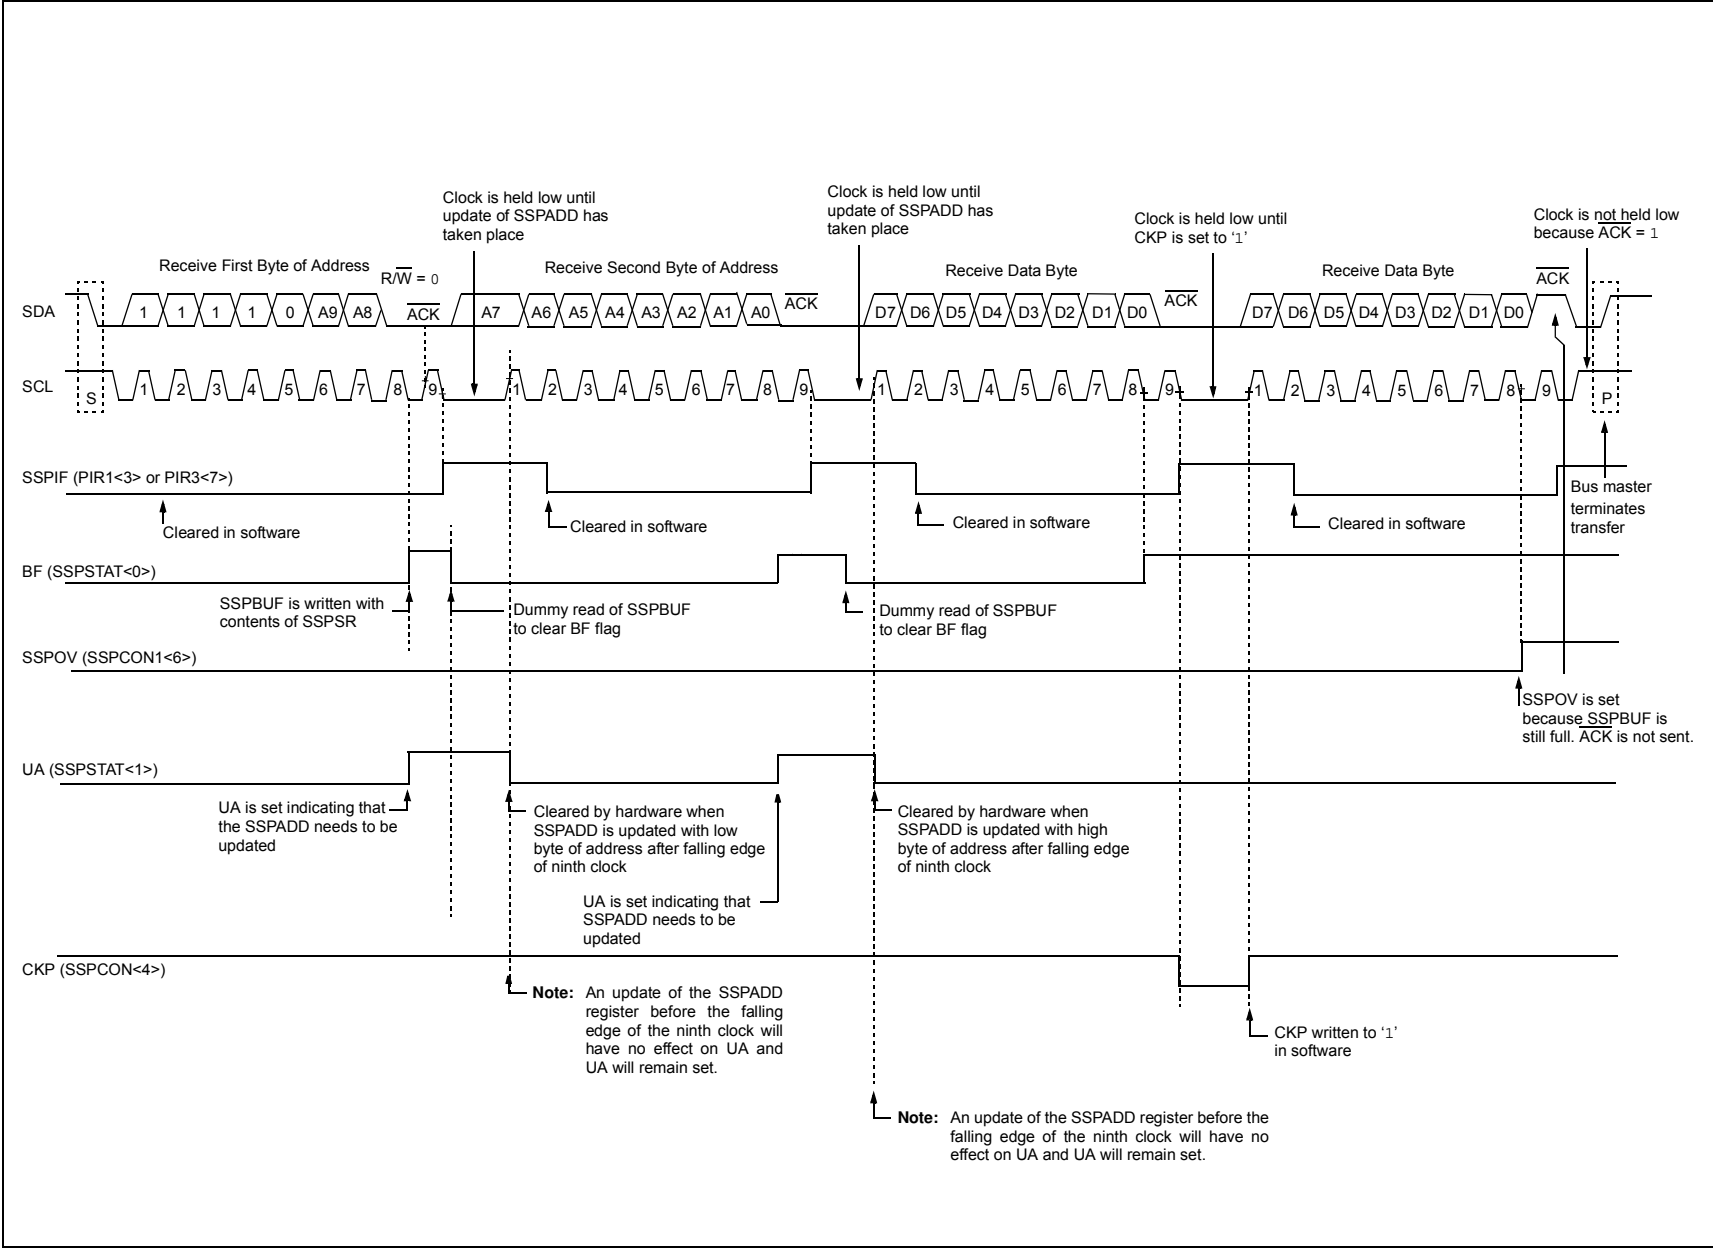 Clock is held low until
update of SSPADD has
taken place
Clock is held low until
update of SSPADD has
taken place
Clock is held low until
CKP is set to ‘1’
Clock is not held low
because ACK = 1
Receive First Byte of Address
R/W = 0
Receive Second Byte of Address
Receive Data Byte
Receive Data Byte
ACK
SDA
1 1 1 1 0 A9 A8
ACK
A7 A6 A5 A4 A3 A2 A1 A0
ACK
D7 D6 D5 D4 D3 D2 D1 D0
ACK
D7 D6 D5 D4 D3 D2 D1 D0
SCL
S
1 2 3 4 5 6 7 8 9
1 2 3 4 5 6 7 8 9
1 2 3 4 5 6 7 8 9
1 2 3 4 5 6 7 8 9
P
SSPIF (PIR1<3> or PIR3<7>)
Cleared in software
Cleared in software
Cleared in software
Cleared in software
Bus master
terminates
transfer
BF (SSPSTAT<0>)
SSPBUF is written with
contents of SSPSR
Dummy read of SSPBUF
to clear BF flag
Dummy read of SSPBUF
to clear BF flag
SSPOV (SSPCON1<6>)
SSPOV is set
because SSPBUF is
still full. ACK is not sent.
UA (SSPSTAT<1>)
UA is set indicating that
the SSPADD needs to be
updated
Cleared by hardware when
SSPADD is updated with low
byte of address after falling edge
of ninth clock
UA is set indicating that
SSPADD needs to be
updated
Cleared by hardware when
SSPADD is updated with high
byte of address after falling edge
of ninth clock
CKP (SSPCON<4>)
Note: An update of the SSPADD
register before the falling
edge of the ninth clock will
have no effect on UA and
UA will remain set.
CKP written to ‘1’
in software
Note: An update of the SSPADD register before the
falling edge of the ninth clock will have no
effect on UA and UA will remain set.